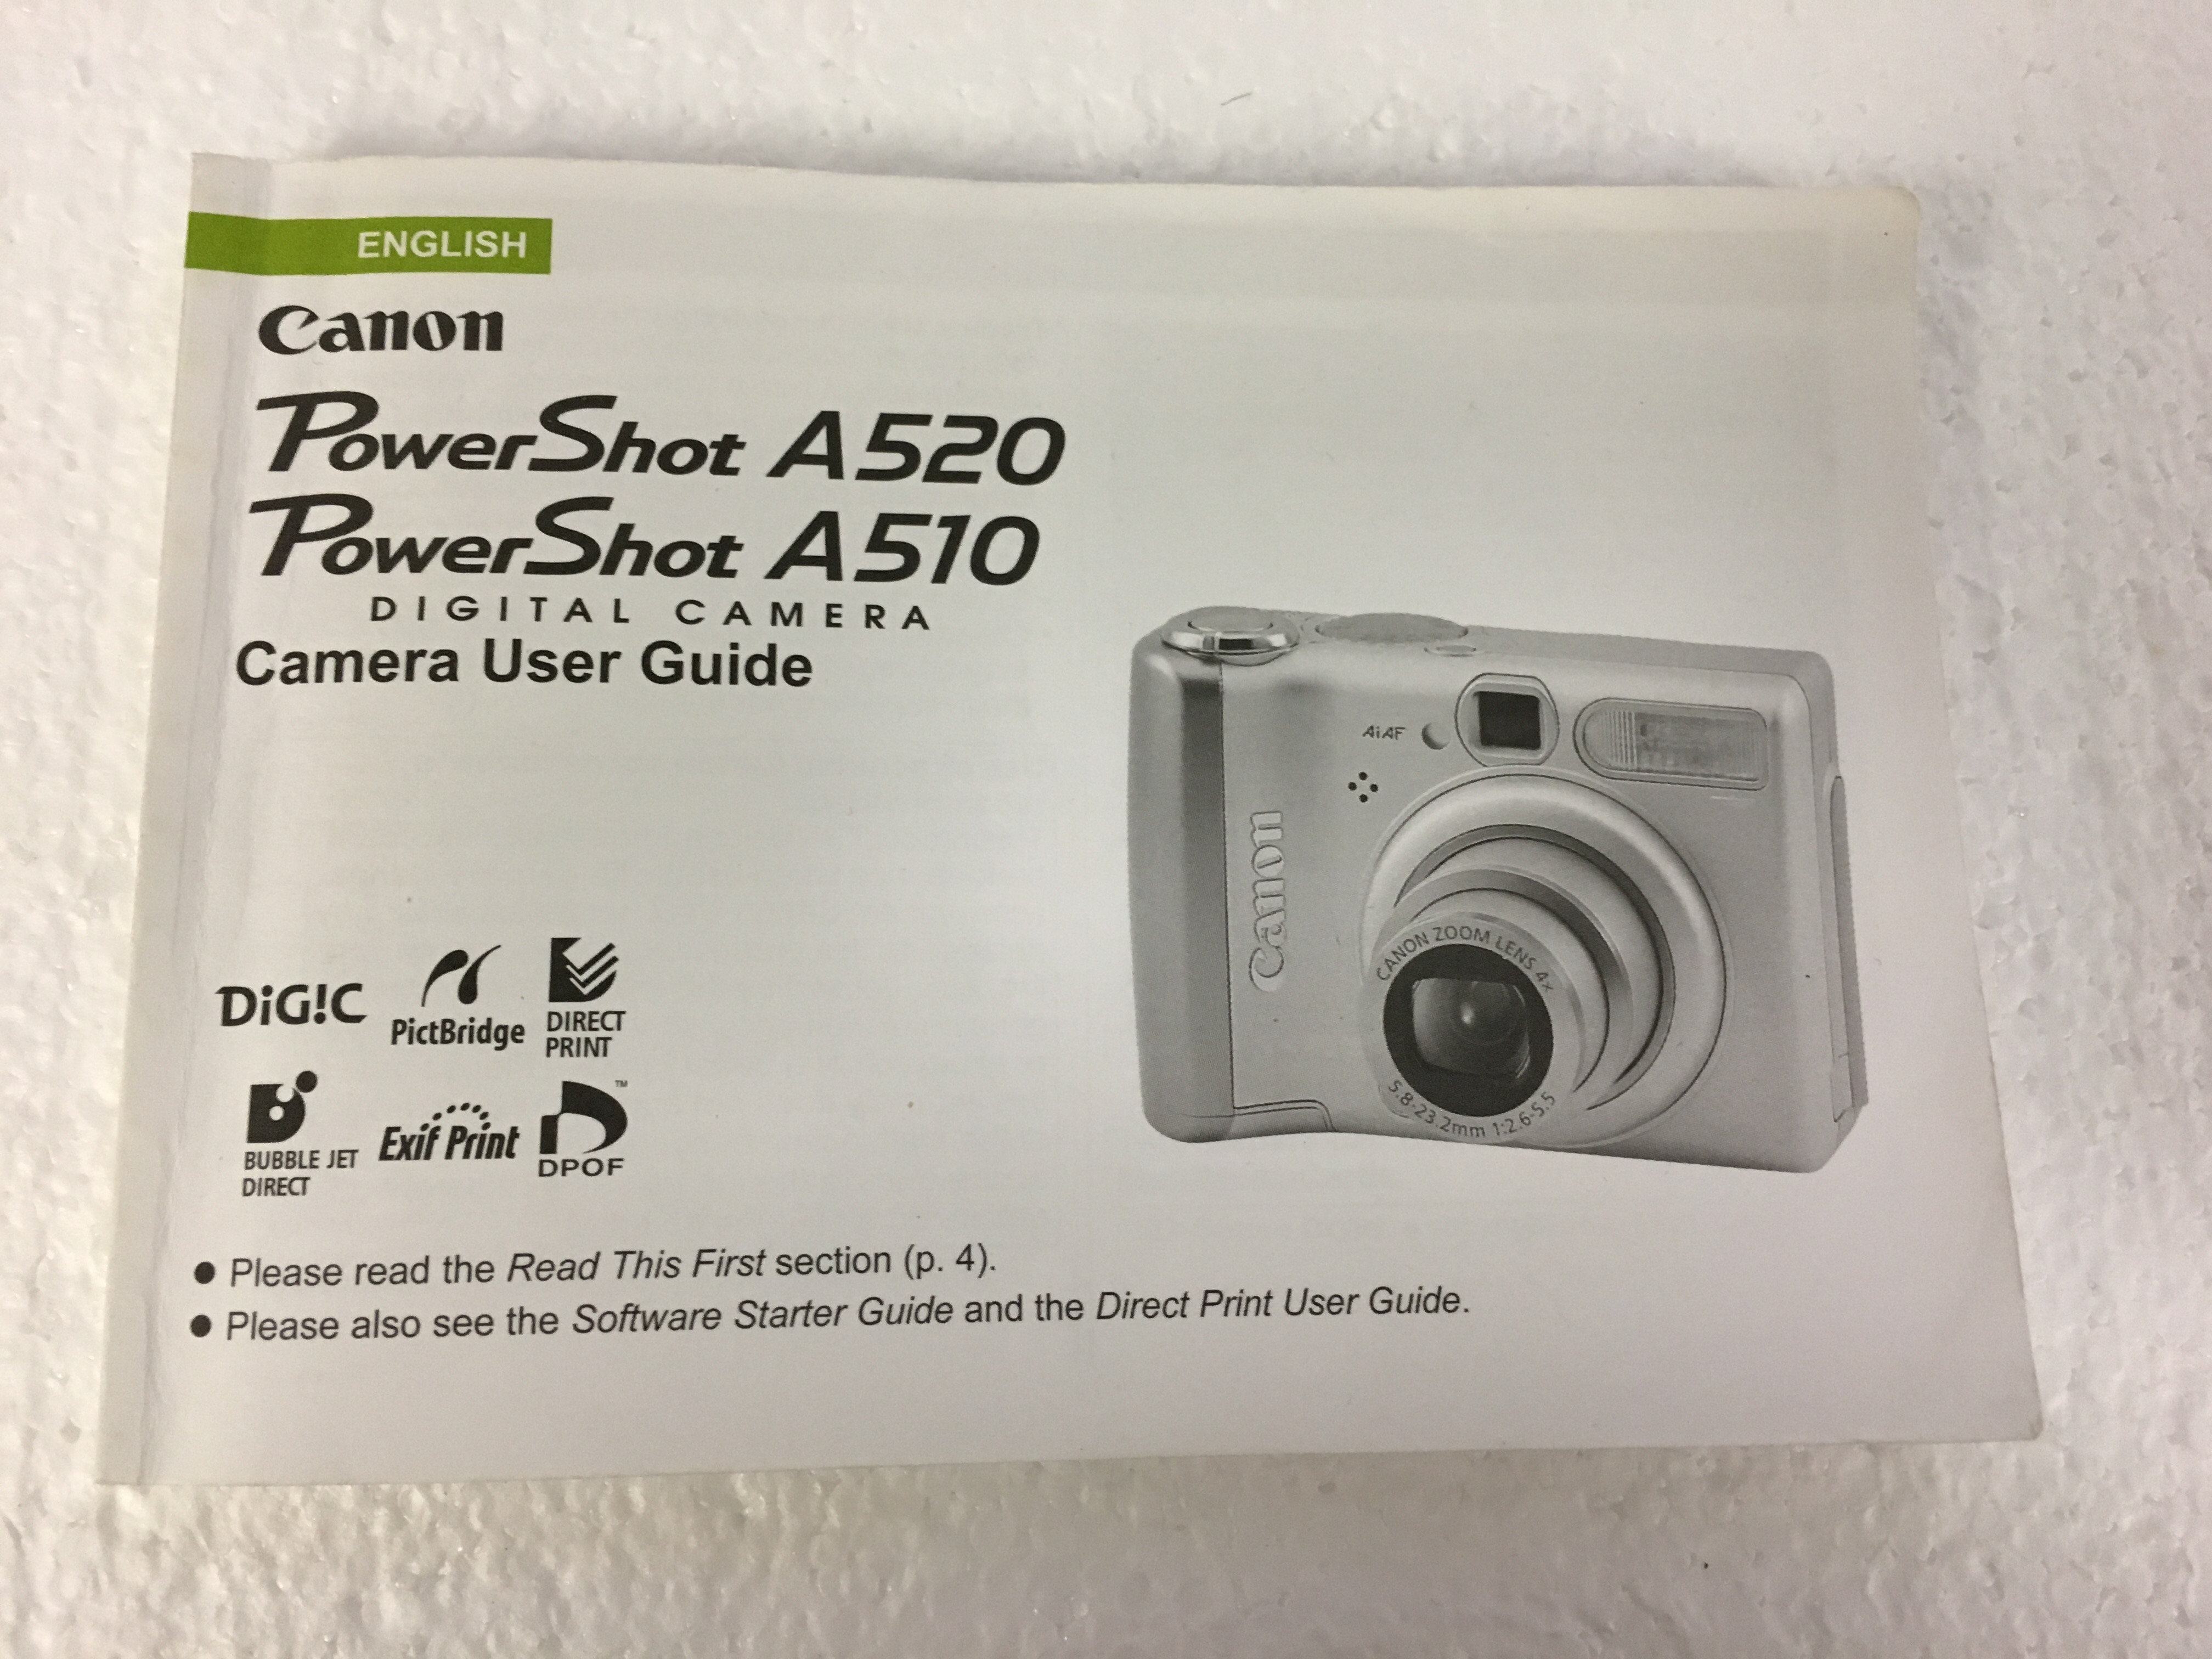 ENGLISH
Canon
PowerShot A520
PowerShot A510
DIGITAL CAMERA
Camera User Guide
AiAF
Canon
CANON ZOOM LENS 4x
5.8-23.2mm 1:2.6-5.5
DiG!C
PictBridge
DIRECT
PRINT
BUBBLE JET
DIRECT
Exif Print
DPOF
TM
● Please read the Read This First section (p. 4).
● Please also see the Software Starter Guide and the Direct Print User Guide.